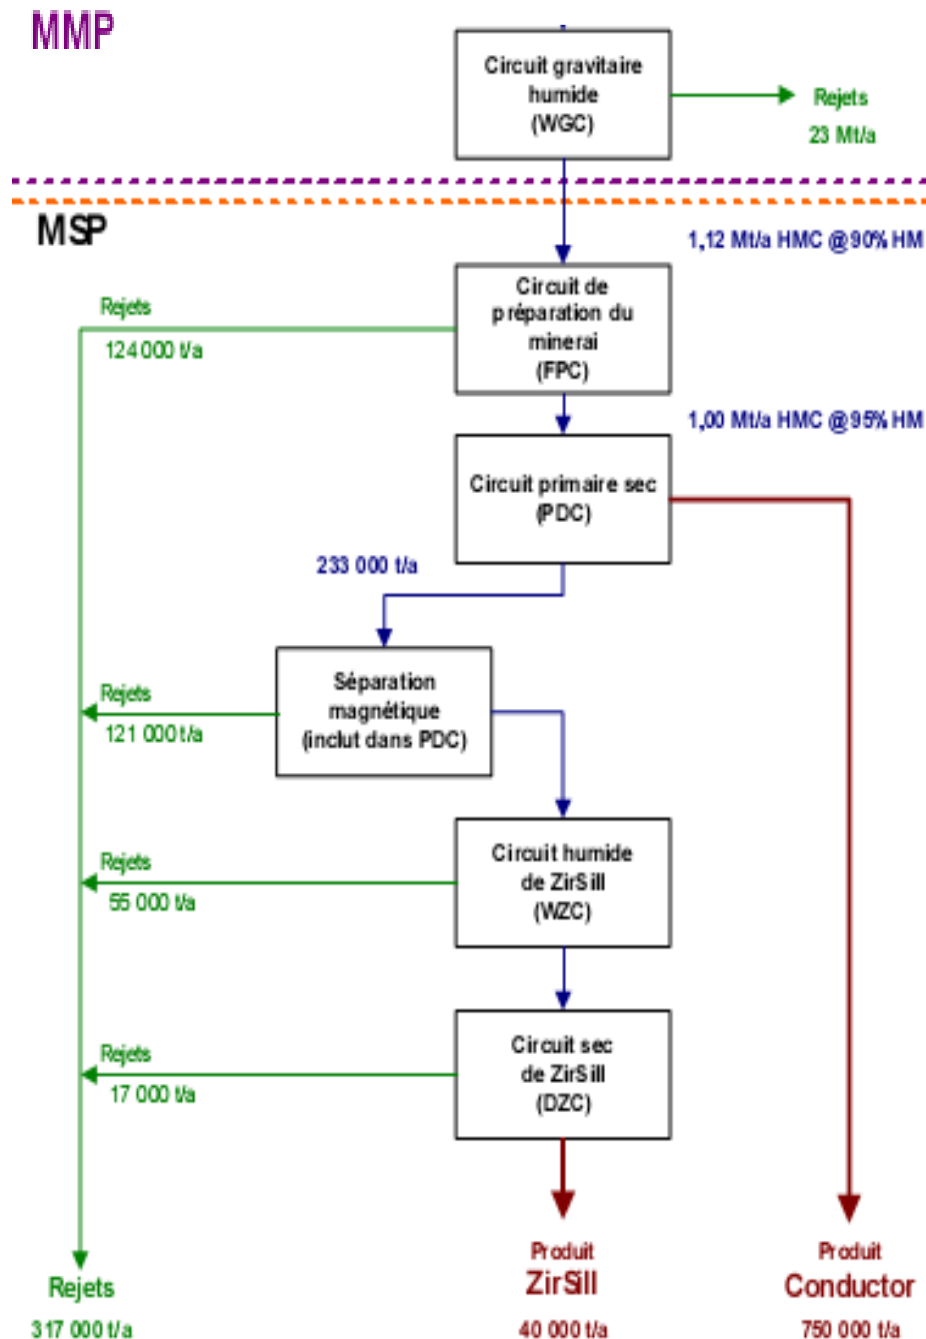 MMP
Circuit gravitaire
humide
(WGC)
Rejets
23 Mt/a
MSP
1,12 Mt/a HMC @ 90% HM
Circuit de
préparation du
minerai
(FPC)
Rejets
124 000 t/a
1,00 Mt/a HMC @ 95% HM
Circuit primaire sec
(PDC)
233 000 t/a
Séparation
magnétique
(inclut dans PDC)
Rejets
121 000 t/a
Circuit humide
de ZirSill
(WZC)
Rejets
55 000 t/a
Circuit sec
de ZirSill
(DZC)
Rejets
17 000 t/a
Rejets
317 000 t/a
Produit
ZirSill
40 000 t/a
Produit
Conductor
750 000 t/a